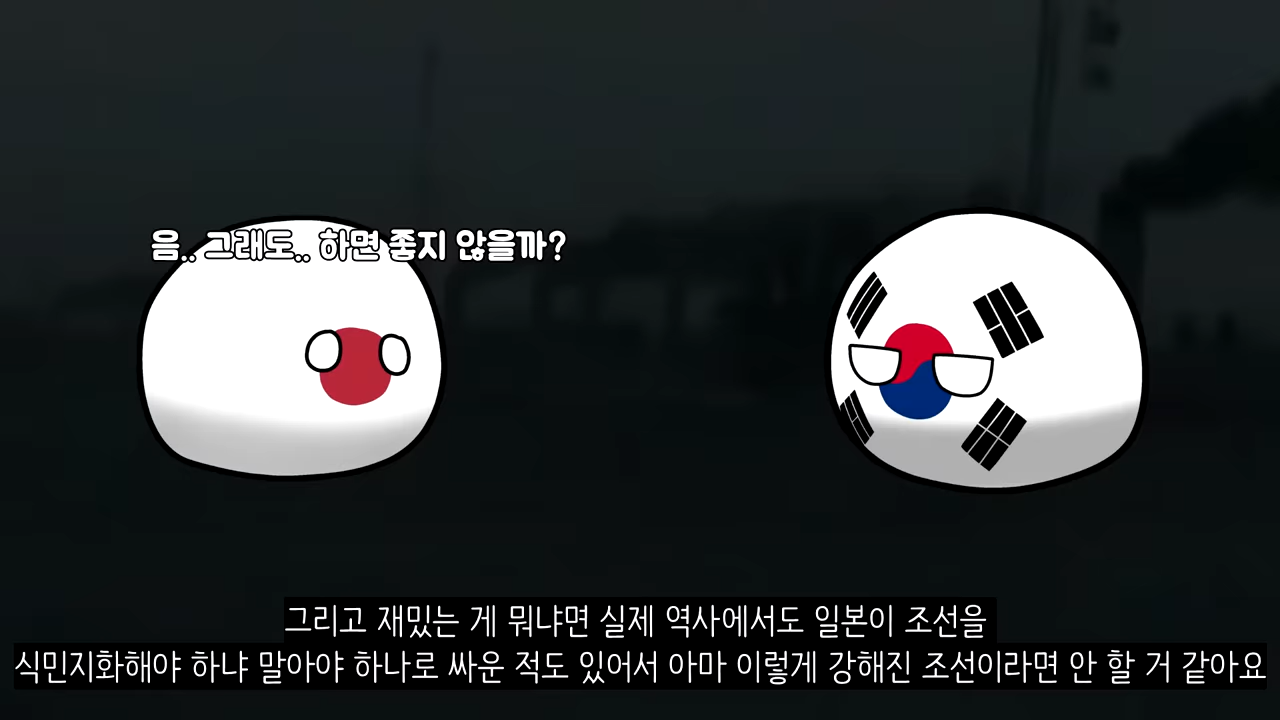 음.. 그래도.. 하면 좋지 않을까?
그리고 재밌는 게 뭐냐면 실제 역사에서도 일본이 조선을
식민지화해야 하냐 말아야 하나로 싸운 적도 있어서 아마 이렇게 강해진 조선이라면 안 할 거 같아요